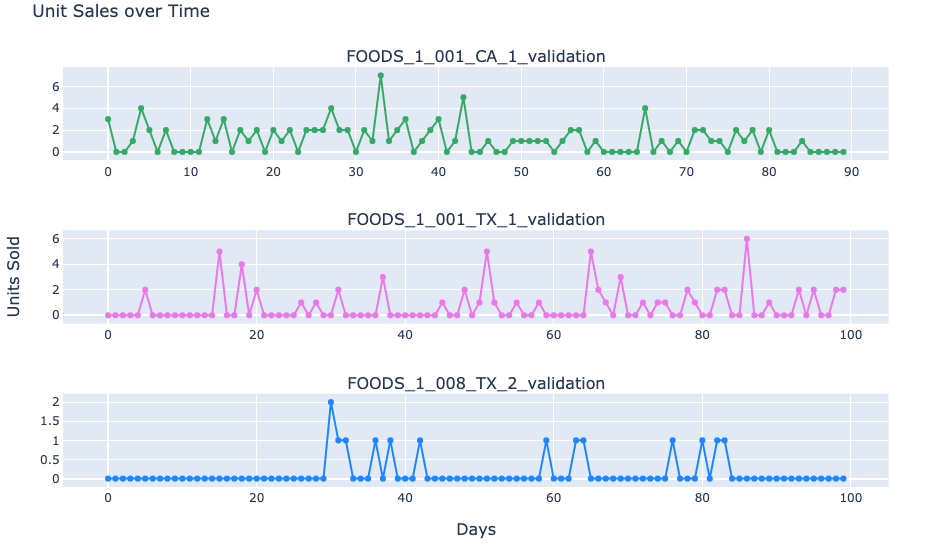 Unit Sales over Time
FOODS_1_001_CA_1_validation
6
4
2
0
0 10 20 30 40 50 60 70 80 90
FOODS_1_001_TX_1_validation
6
4
2
0
0 20 40 60 80 100
Units Sold
FOODS_1_008_TX_2_validation
2
1.5
1
0.5
0
0 20 40 60 80 100
Days